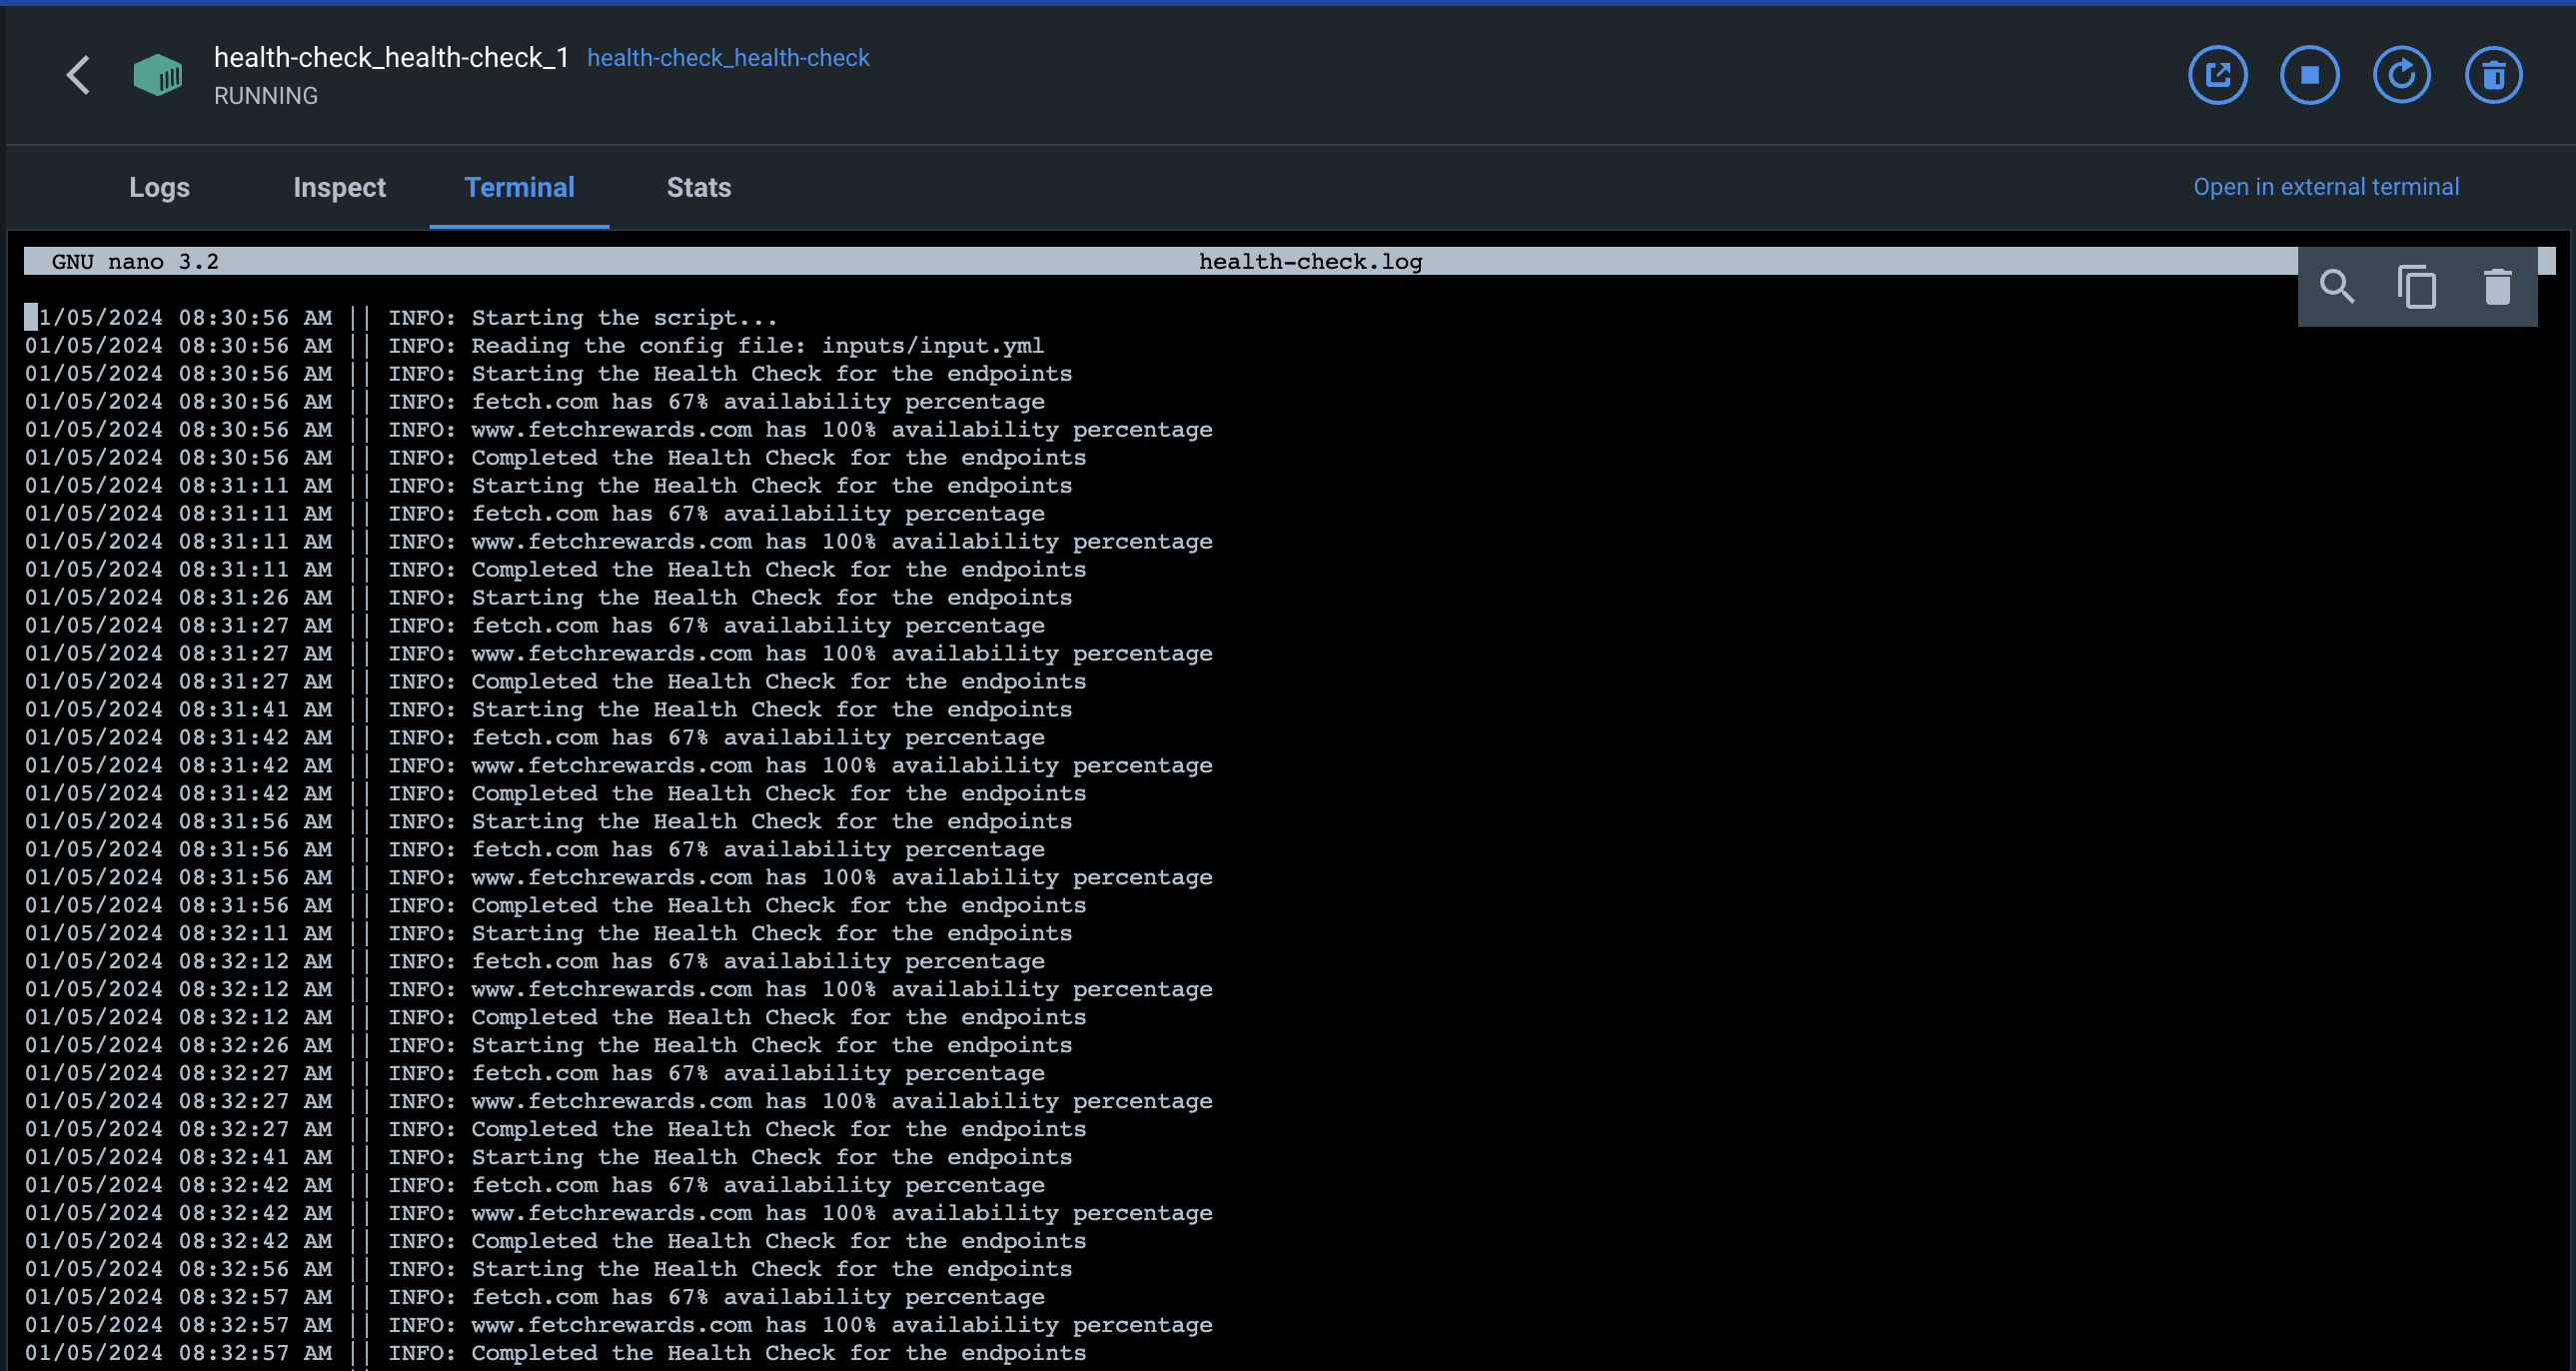 health-check_health-check_1 health-check_health-check
RUNNING
Logs Inspect Terminal Stats Open in external terminal
GNU nano 3.2 health-check.log
1/05/2024 08:30:56 AM || INFO: Starting the script...
01/05/2024 08:30:56 AM || INFO: Reading the config file: inputs/input.yml
01/05/2024 08:30:56 AM || INFO: Starting the Health Check for the endpoints
01/05/2024 08:30:56 AM || INFO: fetch.com has 67% availability percentage
01/05/2024 08:30:56 AM || INFO: www.fetchrewards.com has 100% availability percentage
01/05/2024 08:30:56 AM || INFO: Completed the Health Check for the endpoints
01/05/2024 08:31:11 AM || INFO: Starting the Health Check for the endpoints
01/05/2024 08:31:11 AM || INFO: fetch.com has 67% availability percentage
01/05/2024 08:31:11 AM || INFO: www.fetchrewards.com has 100% availability percentage
01/05/2024 08:31:11 AM || INFO: Completed the Health Check for the endpoints
01/05/2024 08:31:26 AM || INFO: Starting the Health Check for the endpoints
01/05/2024 08:31:27 AM || INFO: fetch.com has 67% availability percentage
01/05/2024 08:31:27 AM || INFO: www.fetchrewards.com has 100% availability percentage
01/05/2024 08:31:27 AM || INFO: Completed the Health Check for the endpoints
01/05/2024 08:31:41 AM || INFO: Starting the Health Check for the endpoints
01/05/2024 08:31:42 AM || INFO: fetch.com has 67% availability percentage
01/05/2024 08:31:42 AM || INFO: www.fetchrewards.com has 100% availability percentage
01/05/2024 08:31:42 AM || INFO: Completed the Health Check for the endpoints
01/05/2024 08:31:56 AM || INFO: Starting the Health Check for the endpoints
01/05/2024 08:31:56 AM || INFO: fetch.com has 67% availability percentage
01/05/2024 08:31:56 AM || INFO: www.fetchrewards.com has 100% availability percentage
01/05/2024 08:31:56 AM || INFO: Completed the Health Check for the endpoints
01/05/2024 08:32:11 AM || INFO: Starting the Health Check for the endpoints
01/05/2024 08:32:12 AM || INFO: fetch.com has 67% availability percentage
01/05/2024 08:32:12 AM || INFO: www.fetchrewards.com has 100% availability percentage
01/05/2024 08:32:12 AM || INFO: Completed the Health Check for the endpoints
01/05/2024 08:32:26 AM || INFO: Starting the Health Check for the endpoints
01/05/2024 08:32:27 AM || INFO: fetch.com has 67% availability percentage
01/05/2024 08:32:27 AM || INFO: www.fetchrewards.com has 100% availability percentage
01/05/2024 08:32:27 AM || INFO: Completed the Health Check for the endpoints
01/05/2024 08:32:41 AM || INFO: Starting the Health Check for the endpoints
01/05/2024 08:32:42 AM || INFO: fetch.com has 67% availability percentage
01/05/2024 08:32:42 AM || INFO: www.fetchrewards.com has 100% availability percentage
01/05/2024 08:32:42 AM || INFO: Completed the Health Check for the endpoints
01/05/2024 08:32:56 AM || INFO: Starting the Health Check for the endpoints
01/05/2024 08:32:57 AM || INFO: fetch.com has 67% availability percentage
01/05/2024 08:32:57 AM || INFO: www.fetchrewards.com has 100% availability percentage
01/05/2024 08:32:57 AM || INFO: Completed the Health Check for the endpoints